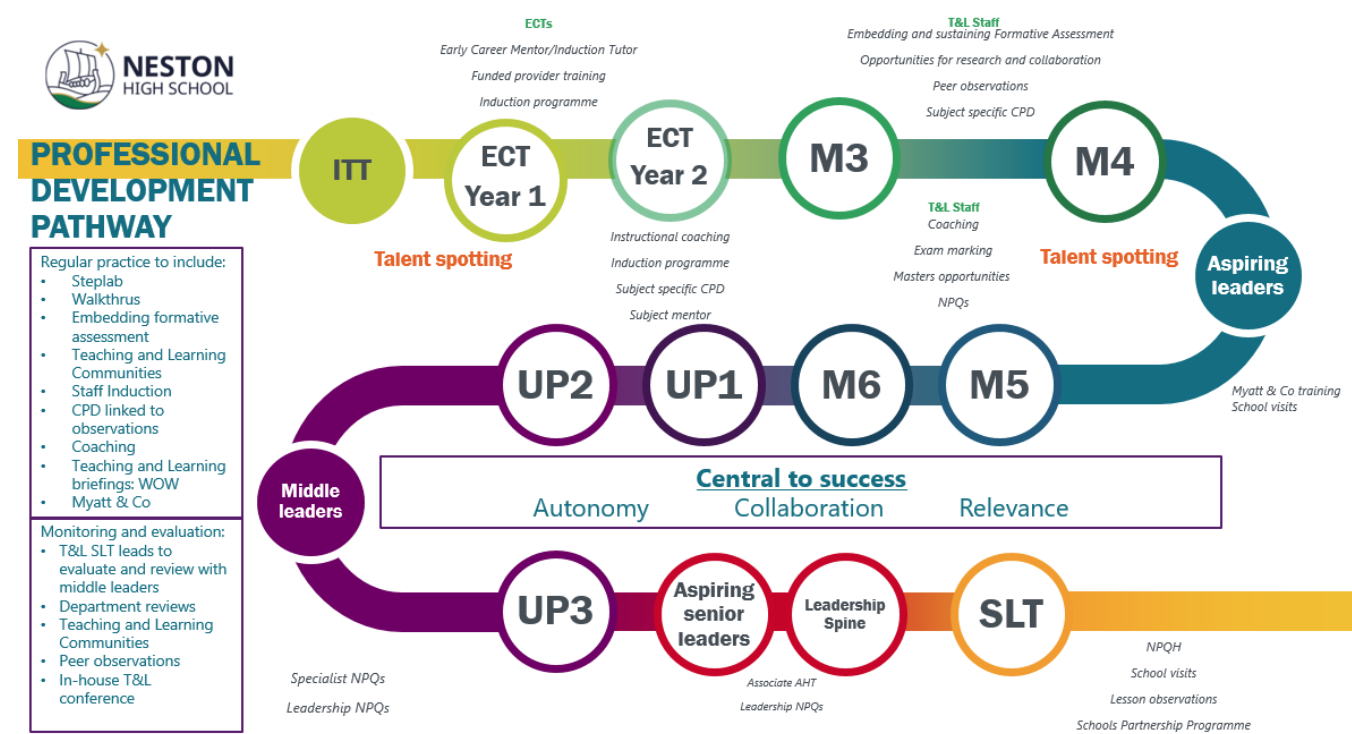 NESTON
HIGH SCHOOL
PROFESSIONAL
DEVELOPMENT
PATHWAY
Regular practice to include:
• Steplab
• Walkthrus
• Embedding formative
assessment
• Teaching and Learning
Communities
• Staff Induction
• CPD linked to
observations
• Coaching
• Teaching and Learning
briefings: WOW
• Myatt & Co
Monitoring and evaluation:
• T&L SLT leads to
evaluate and review with
middle leaders
• Department reviews
• Teaching and Learning
Communities
• Peer observations
• In-house T&L
conference
ECTs
Early Career Mentor/Induction Tutor
Funded provider training
Induction programme
T&L Staff
Embedding and sustaining Formative Assessment
Opportunities for research and collaboration
Peer observations
Subject specific CPD
ITT
ECT
Year 1
ECT
Year 2
M3
M4
Talent spotting
Instructional coaching
Induction programme
Subject specific CPD
Subject mentor
T&L Staff
Coaching
Exam marking
Masters opportunities
NPQs
Talent spotting
Aspiring
leaders
Myatt & Co training
School visits
UP2
UP1
M6
M5
Central to success
Autonomy Collaboration Relevance
Middle
leaders
UP3
Aspiring
senior
leaders
Leadership
Spine
SLT
Specialist NPQs
Leadership NPQs
Associate AHT
Leadership NPQs
NPQH
School visits
Lesson observations
Schools Partnership Programme